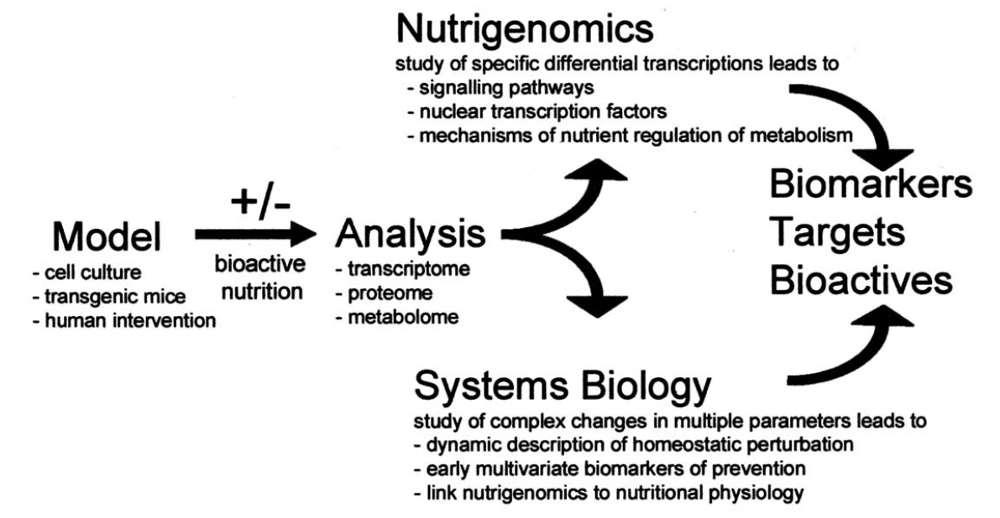 Nutrigenomics
study of specific differential transcriptions leads to
- signalling pathways
- nuclear transcription factors
- mechanisms of nutrient regulation of metabolism
+/-
Model
- cell culture
- transgenic mice
- human intervention
bioactive
nutrition
Analysis
- transcriptome
- proteome
- metabolome
Biomarkers
Targets
Bioactives
Systems Biology
study of complex changes in multiple parameters leads to
- dynamic description of homeostatic perturbation
- early multivariate biomarkers of prevention
- link nutrigenomics to nutritional physiology